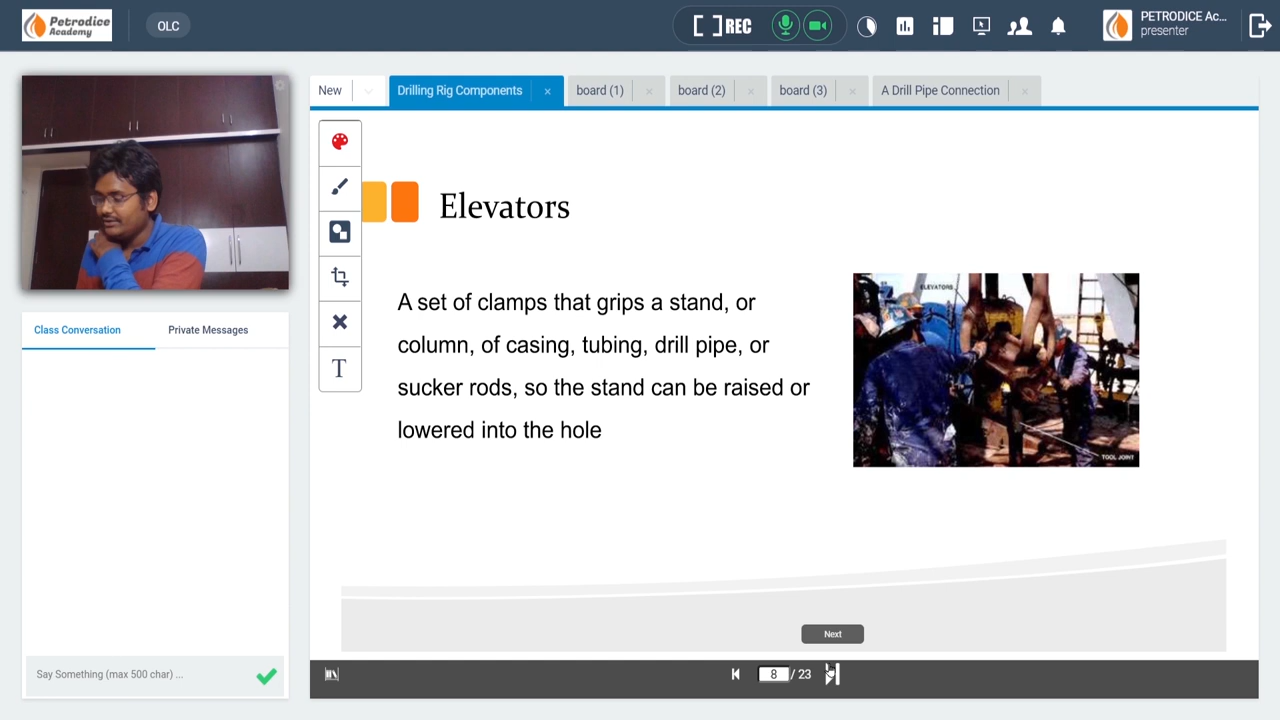 Petrodice
Academy
OLC
REC
PETRODICE Ac...
presenter
New
Drilling Rig Components
board (1)
board (2)
board (3)
A Drill Pipe Connection
Elevators
A set of clamps that grips a stand, or
column, of casing, tubing, drill pipe, or
sucker rods, so the stand can be raised or
lowered into the hole
ELEVATORS
TOOL JOINT
Class Conversation
Private Messages
Say Something (max 500 char) ...
Next
8 / 23